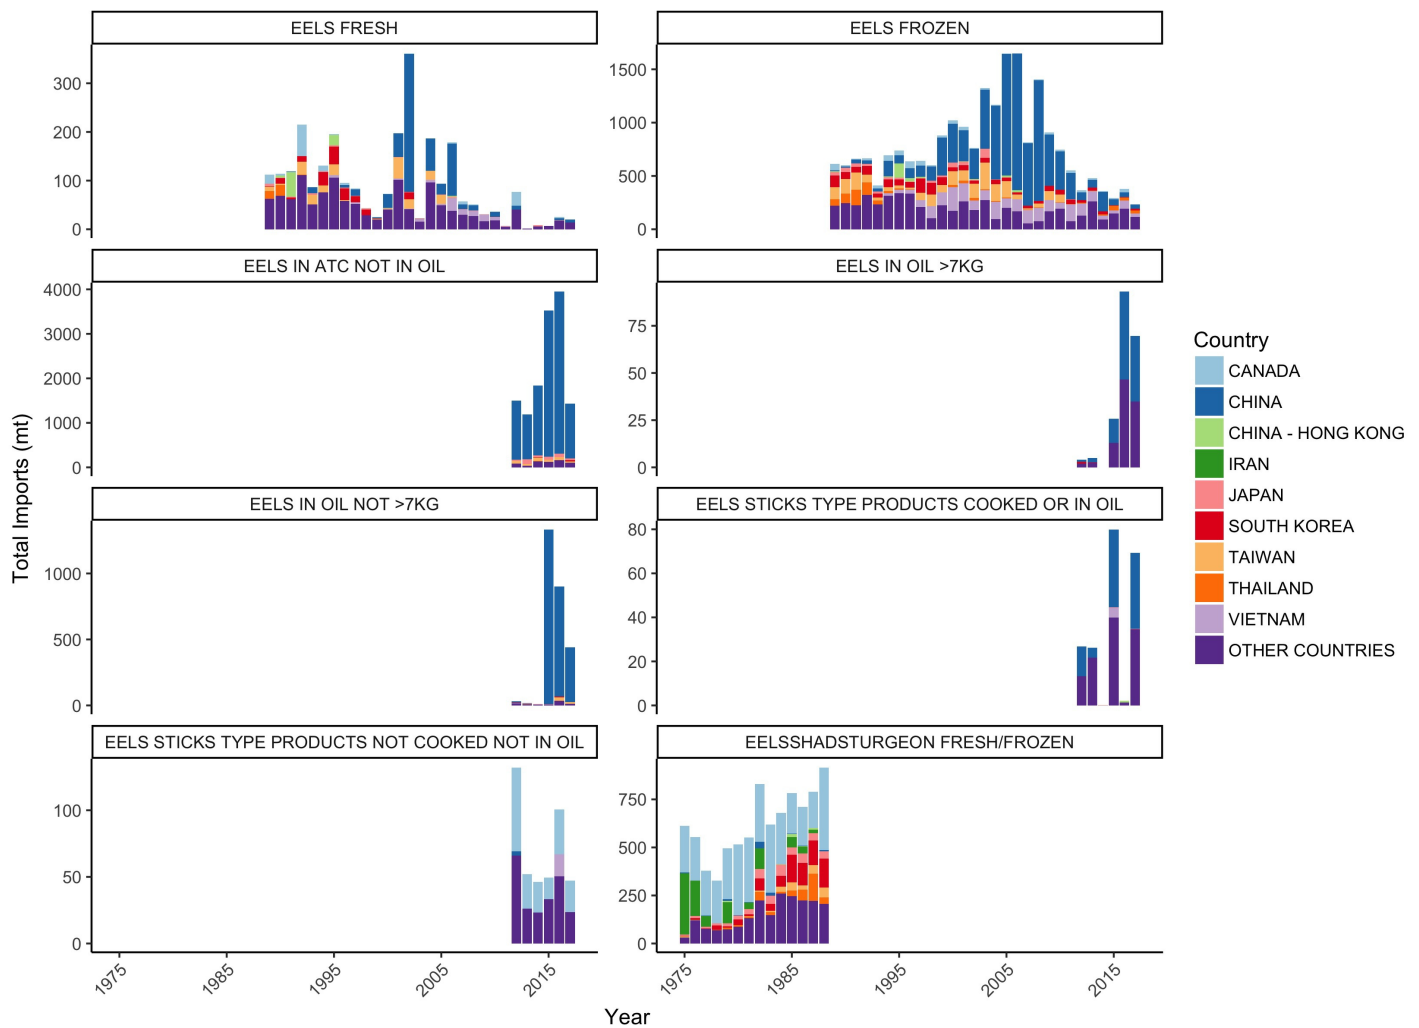 EELS FRESH
EELS FROZEN
300
200
100
0
1500
1000
500
0
EELS IN ATC NOT IN OIL
EELS IN OIL >7KG
4000
3000
2000
1000
0
75
50
25
0
EELS IN OIL NOT >7KG
EELS STICKS TYPE PRODUCTS COOKED OR IN OIL
1000
500
0
80
60
40
20
0
EELS STICKS TYPE PRODUCTS NOT COOKED NOT IN OIL
EELSSHADSTURGEON FRESH/FROZEN
100
50
0
750
500
250
0
1975
1985
1995
2005
2015
1975
1985
1995
2005
2015
Year
Total Imports (mt)
Country
CANADA
CHINA
CHINA - HONG KONG
IRAN
JAPAN
SOUTH KOREA
TAIWAN
THAILAND
VIETNAM
OTHER COUNTRIES